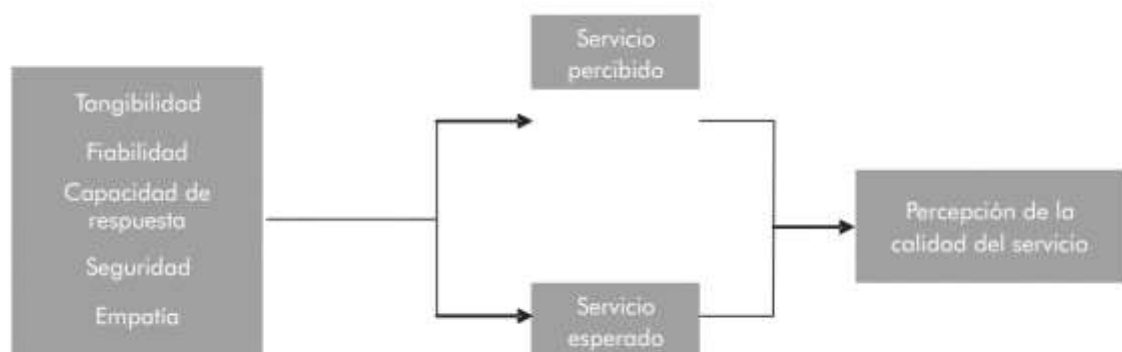 Tangibilidad
Fiabilidad
Capacidad de
respuesta
Seguridad
Empatía
Servicio
percibido
Servicio
esperado
Percepción de la
calidad del servicio